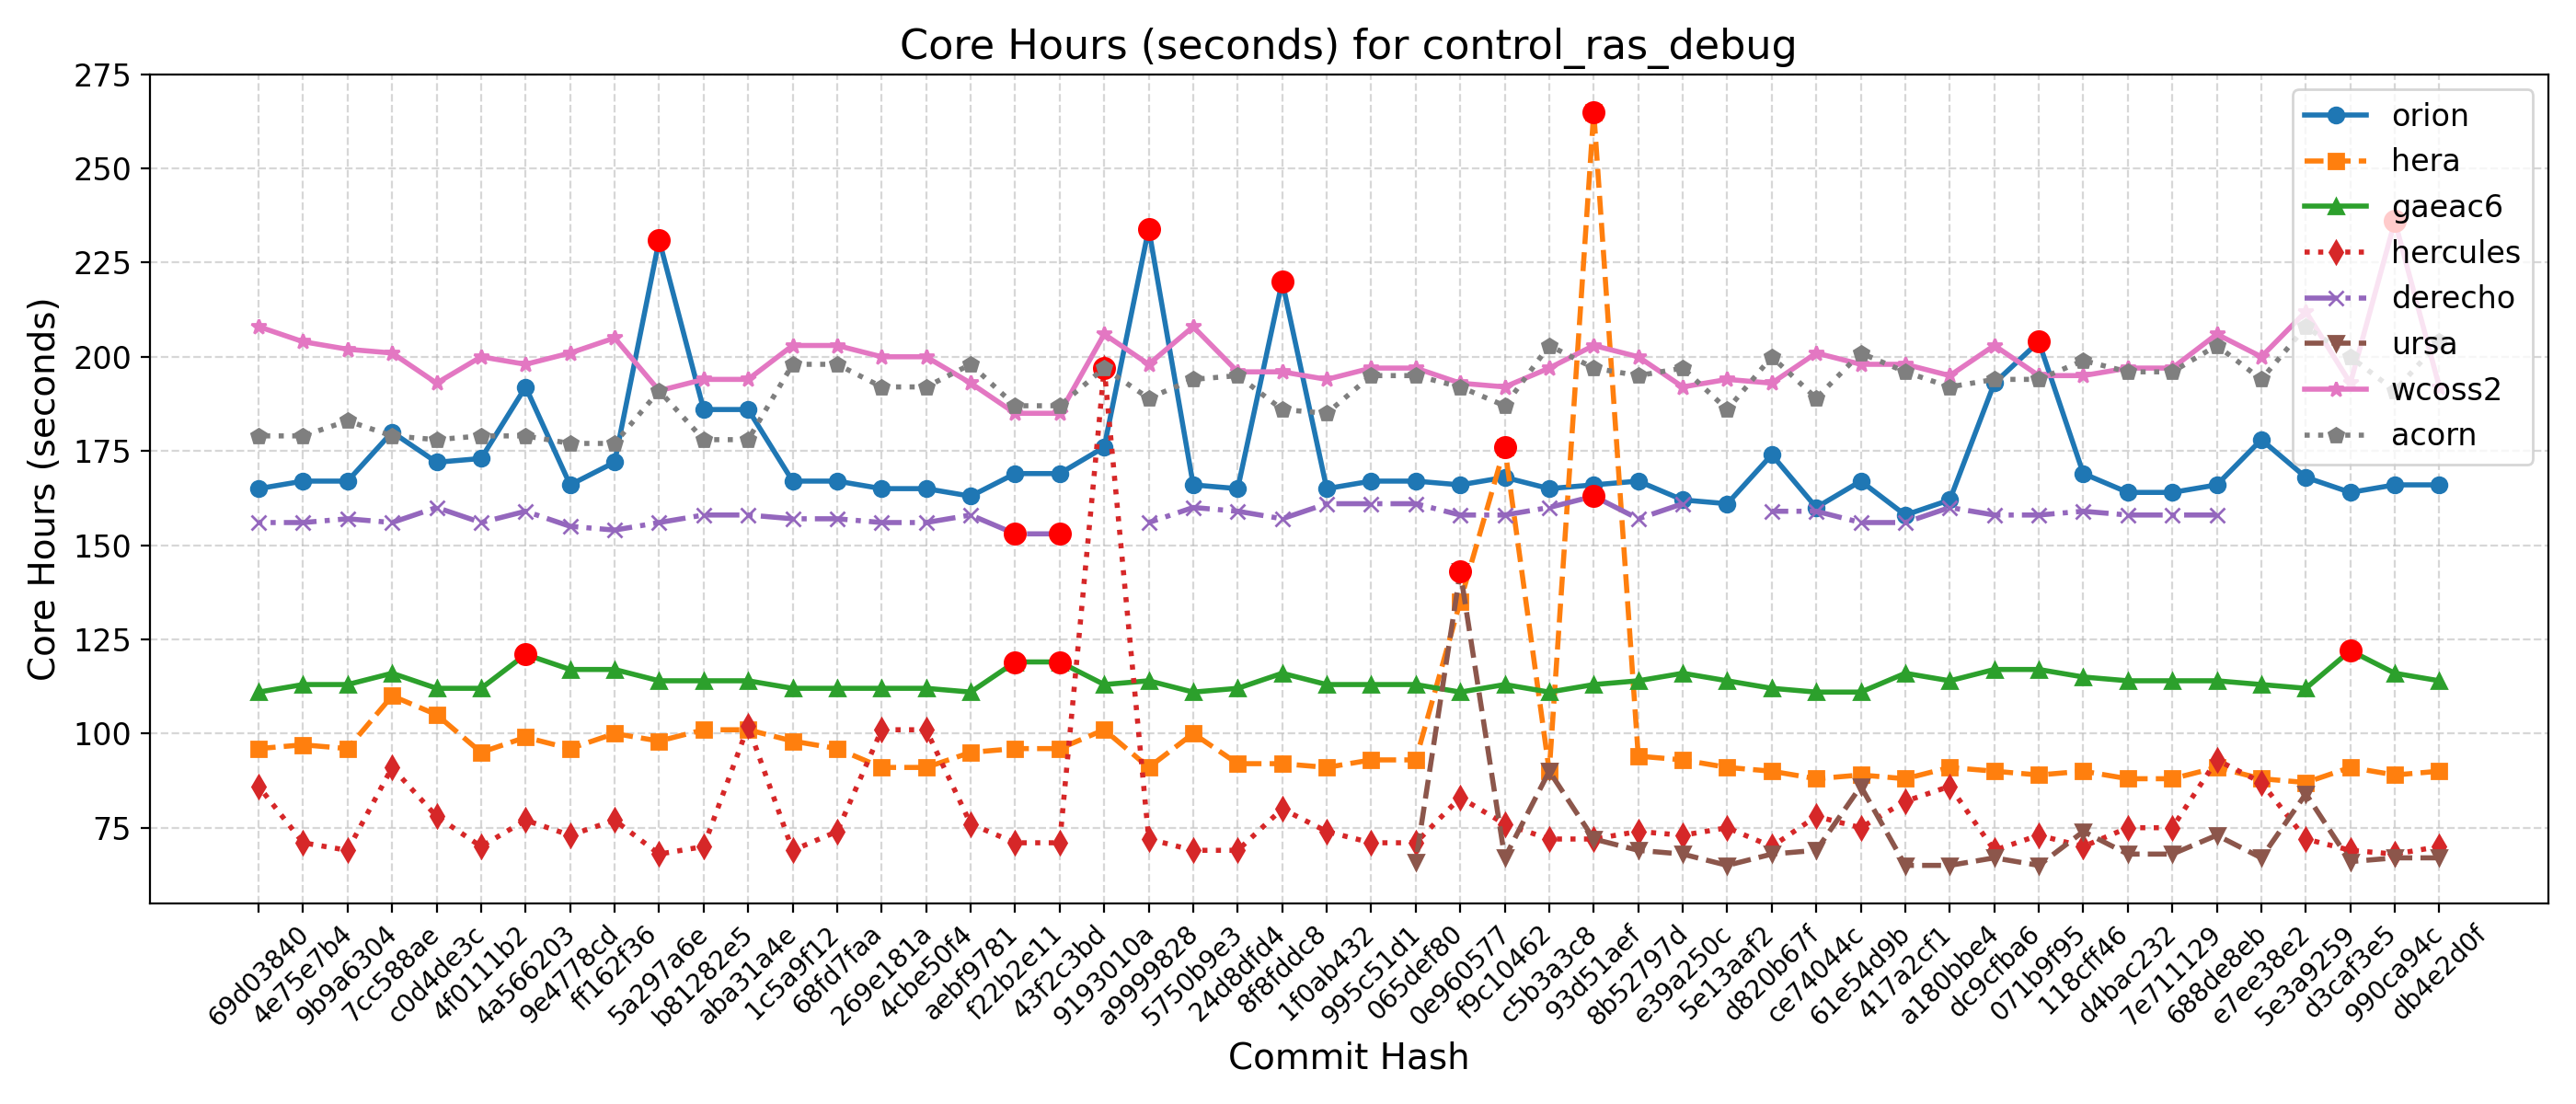 Core Hours (seconds) for control_ras_debug
Core Hours (seconds)
275
250
225
200
175
150
125
100
75
orion
hera
gaeac6
hercules
derecho
ursa
wcoss2
acorn
69d03840
4e75e7b4
9b9a6304
7cc588ae
c0d4de3c
4f0111b2
4a566203
9e4778cd
ff162f36
5a297a6e
b81282e5
aba31a4e
1c5a9f12
68fd7faa
269e181a
4cbe50f4
aebf9781
f22b2e11
43f2c3bd
9193010a
a9999828
5750b9e3
24d8dfd4
8f8fddc8
1f0ab432
995c51d1
065def80
0e960577
f9c10462
c5b3a3c8
93d51aef
8b52797d
e39a250c
5e13aaf2
d820b67f
ce74044c
61e54d9b
417a2cf1
a180bbe4
dc9cfba6
071b9f95
118cff46
d4bac232
7e711129
688de8eb
e7ee38e2
5e3a9259
d3caf3e5
990ca94c
db4e2d0f
Commit Hash